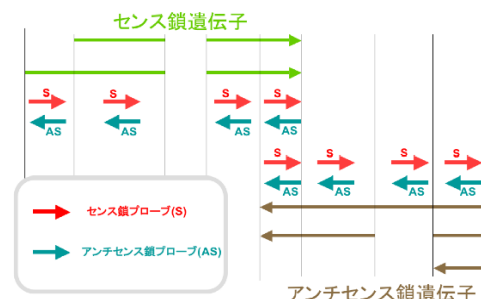 センス鎖遺伝子
S S S S
AS AS AS AS
S S S S
AS AS AS AS
センス鎖プローブ(S)
アンチセンス鎖プローブ(AS)
アンチセンス鎖遺伝子